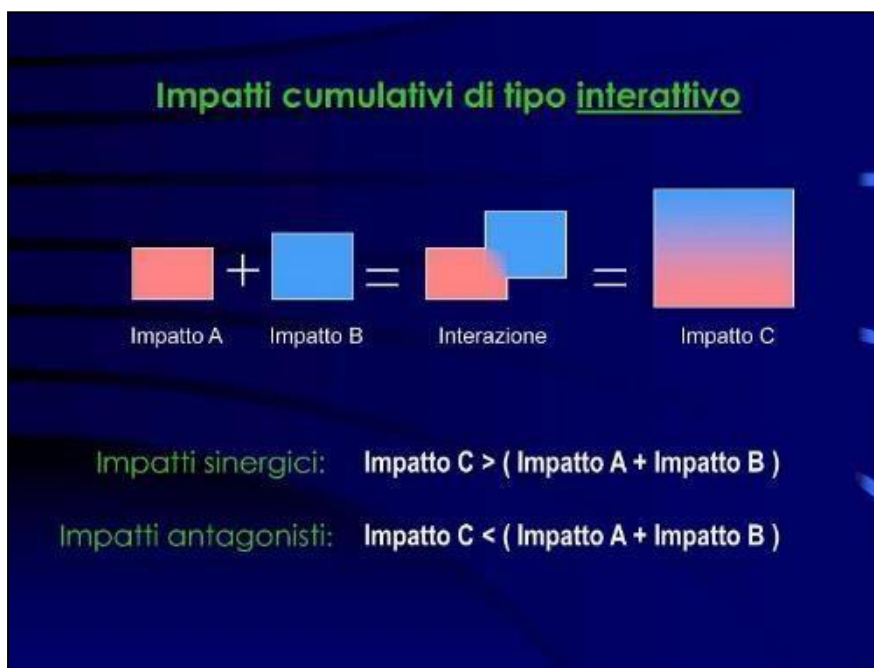 Impatti cumulativi di tipo interattivo
+ = =
Impatto A Impatto B Interazione Impatto C
Impatti sinergici: Impatto C > ( Impatto A + Impatto B )
Impatti antagonisti: Impatto C < ( Impatto A + Impatto B )